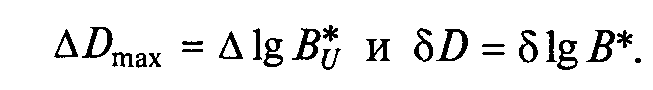 ΔD_max = Δ lg B*_U и δD = δ lg B*.